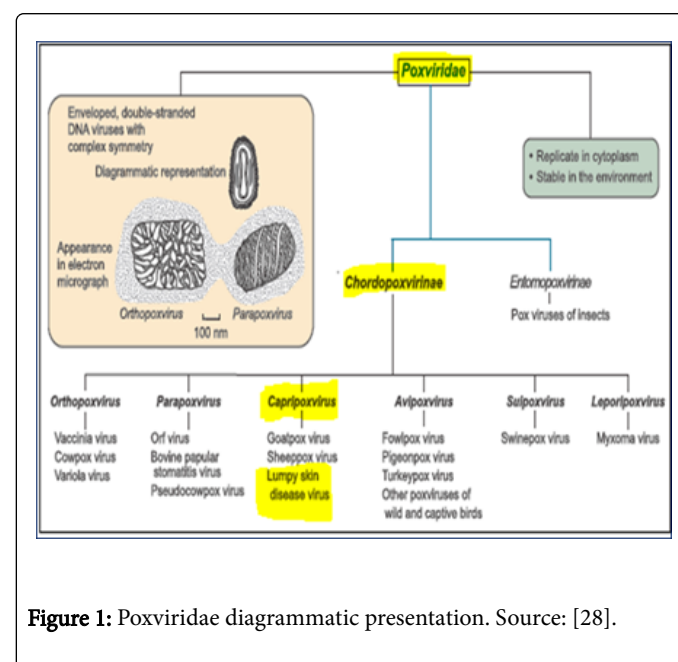 Poxviridae
Enveloped, double-stranded
DNA viruses with
complex symmetry
Diagrammatic representation
Appearance
in electron
micrograph
Orthopoxvirus
Parapoxvirus
100 nm
• Replicate in cytoplasm
• Stable in the environment
Chordopoxvirinae
Entomopoxvirinae
Pox viruses of insects
Orthopoxvirus
Vaccinia virus
Cowpox virus
Variola virus
Parapoxvirus
Orf virus
Bovine papular
stomatitis virus
Pseudocowpox virus
Capripoxvirus
Goatpox virus
Sheeppox virus
Lumpy skin
disease virus
Avipoxvirus
Fowlpox virus
Pigeonpox virus
Turkeypox virus
Other poxviruses of
wild and captive birds
Suipoxvirus
Swinepox virus
Leporipoxvirus
Myxoma virus
Figure 1: Poxviridae diagrammatic presentation. Source: [28].